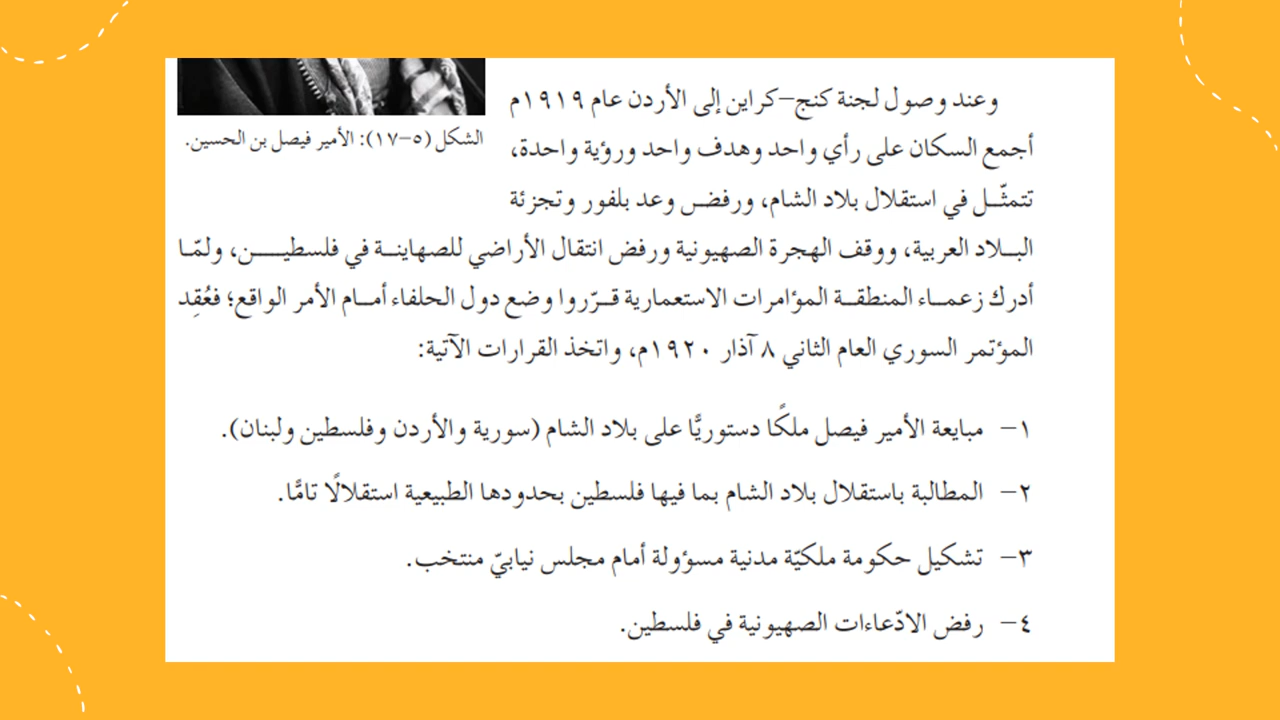 وعند وصول لجنة كنج–كراين إلى الأردن عام ١٩١٩م
الشكل (٥–١٧): الأمير فيصل بن الحسين.
أجمع السكان على رأي واحد وهدف واحد ورؤية واحدة،
تتمثّـل في استقلال بلاد الشام، ورفض وعد بلفور وتجزئة
البلاد العربية، ووقف الهجرة الصهيونية ورفض انتقال الأراضي للصهاينة في فلسطين، ولمّا
أدرك زعماء المنطقة المؤامرات الاستعمارية قرّروا وضع دول الحلفاء أمام الأمر الواقع؛ فعُقِد
المؤتمر السوري العام الثاني ٨ آذار ١٩٢٠م، واتخذ القرارات الآتية:
١– مبايعة الأمير فيصل ملكًا دستوريًّا على بلاد الشام (سورية والأردن وفلسطين ولبنان).
٢– المطالبة باستقلال بلاد الشام بما فيها فلسطين بحدودها الطبيعية استقلالًا تامًّا.
٣– تشكيل حكومة ملكيّة مدنية مسؤولة أمام مجلس نيابيّ منتخب.
٤– رفض الادّعاءات الصهيونية في فلسطين.